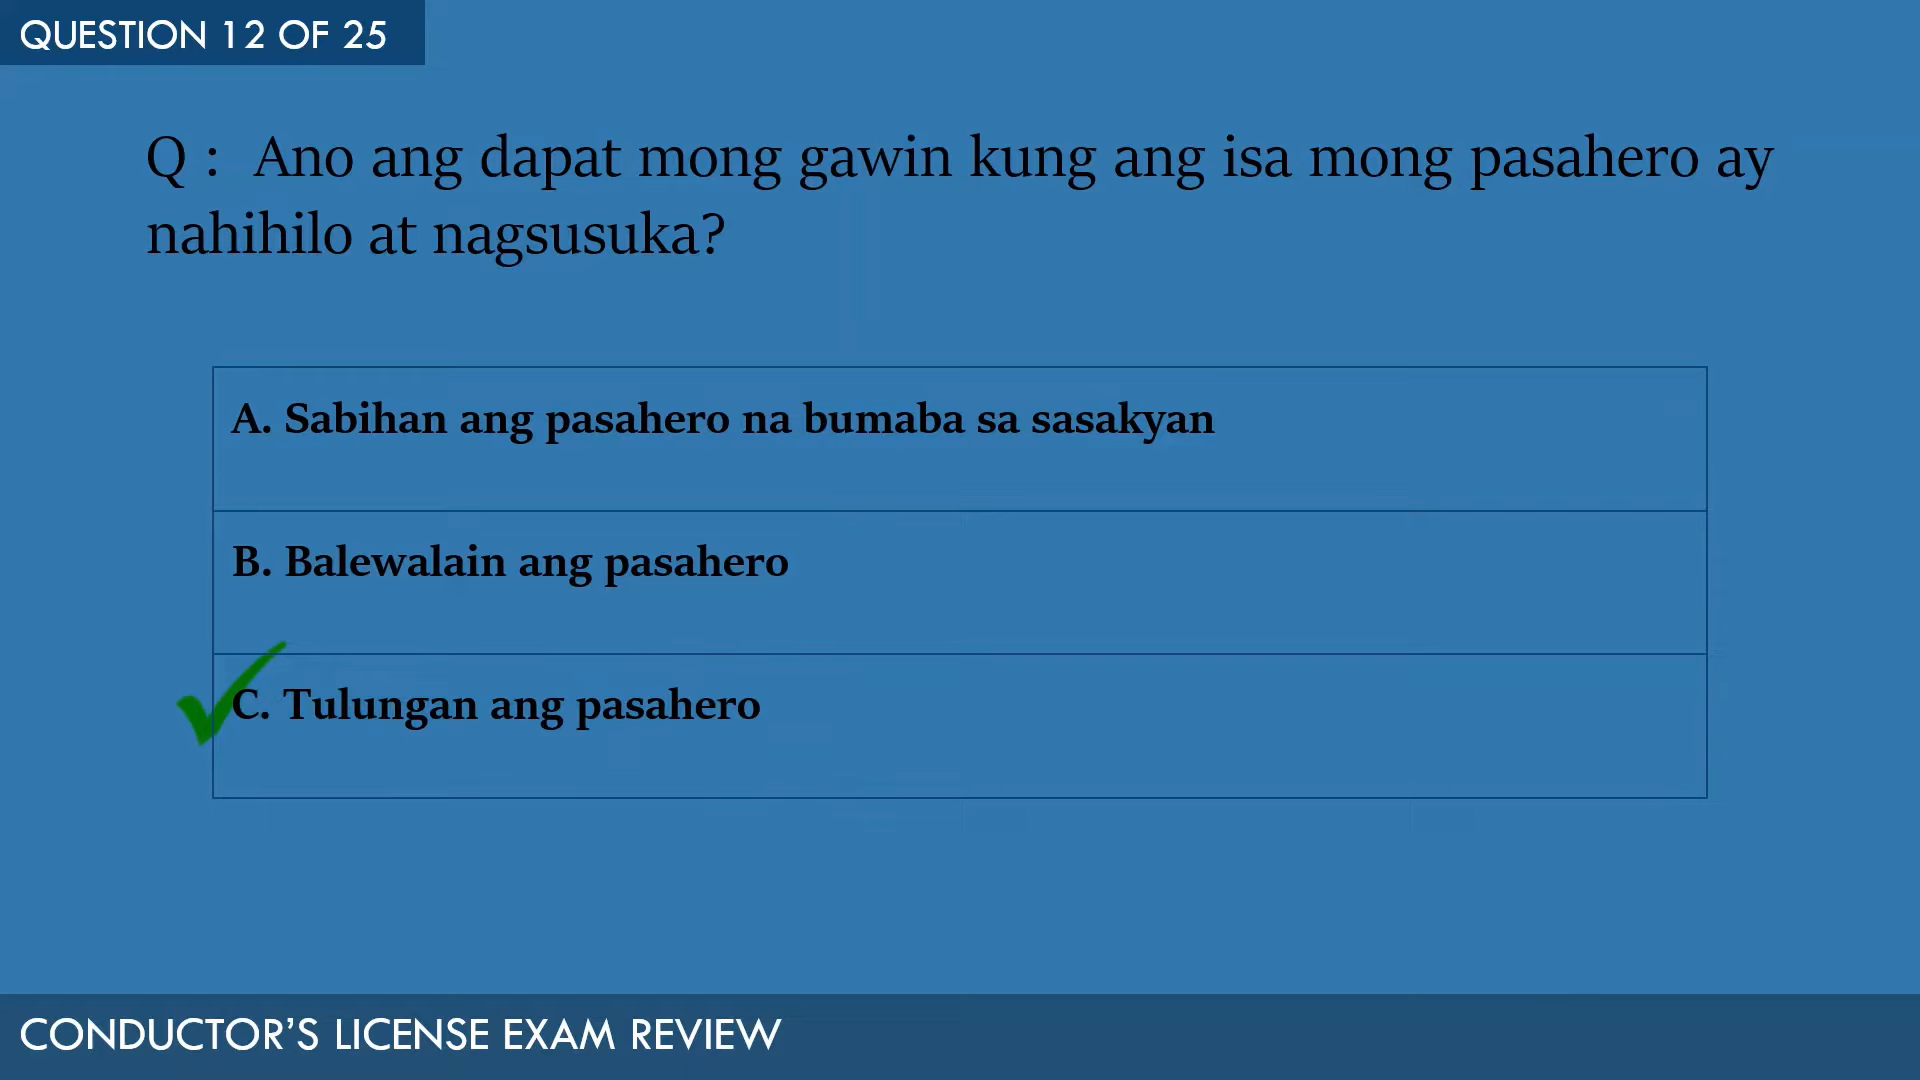 QUESTION 12 OF 25
Q :  Ano ang dapat mong gawin kung ang isa mong pasahero ay
nahihilo at nagsusuka?
A. Sabihan ang pasahero na bumaba sa sasakyan
B. Balewalain ang pasahero
C. Tulungan ang pasahero
CONDUCTOR’S LICENSE EXAM REVIEW